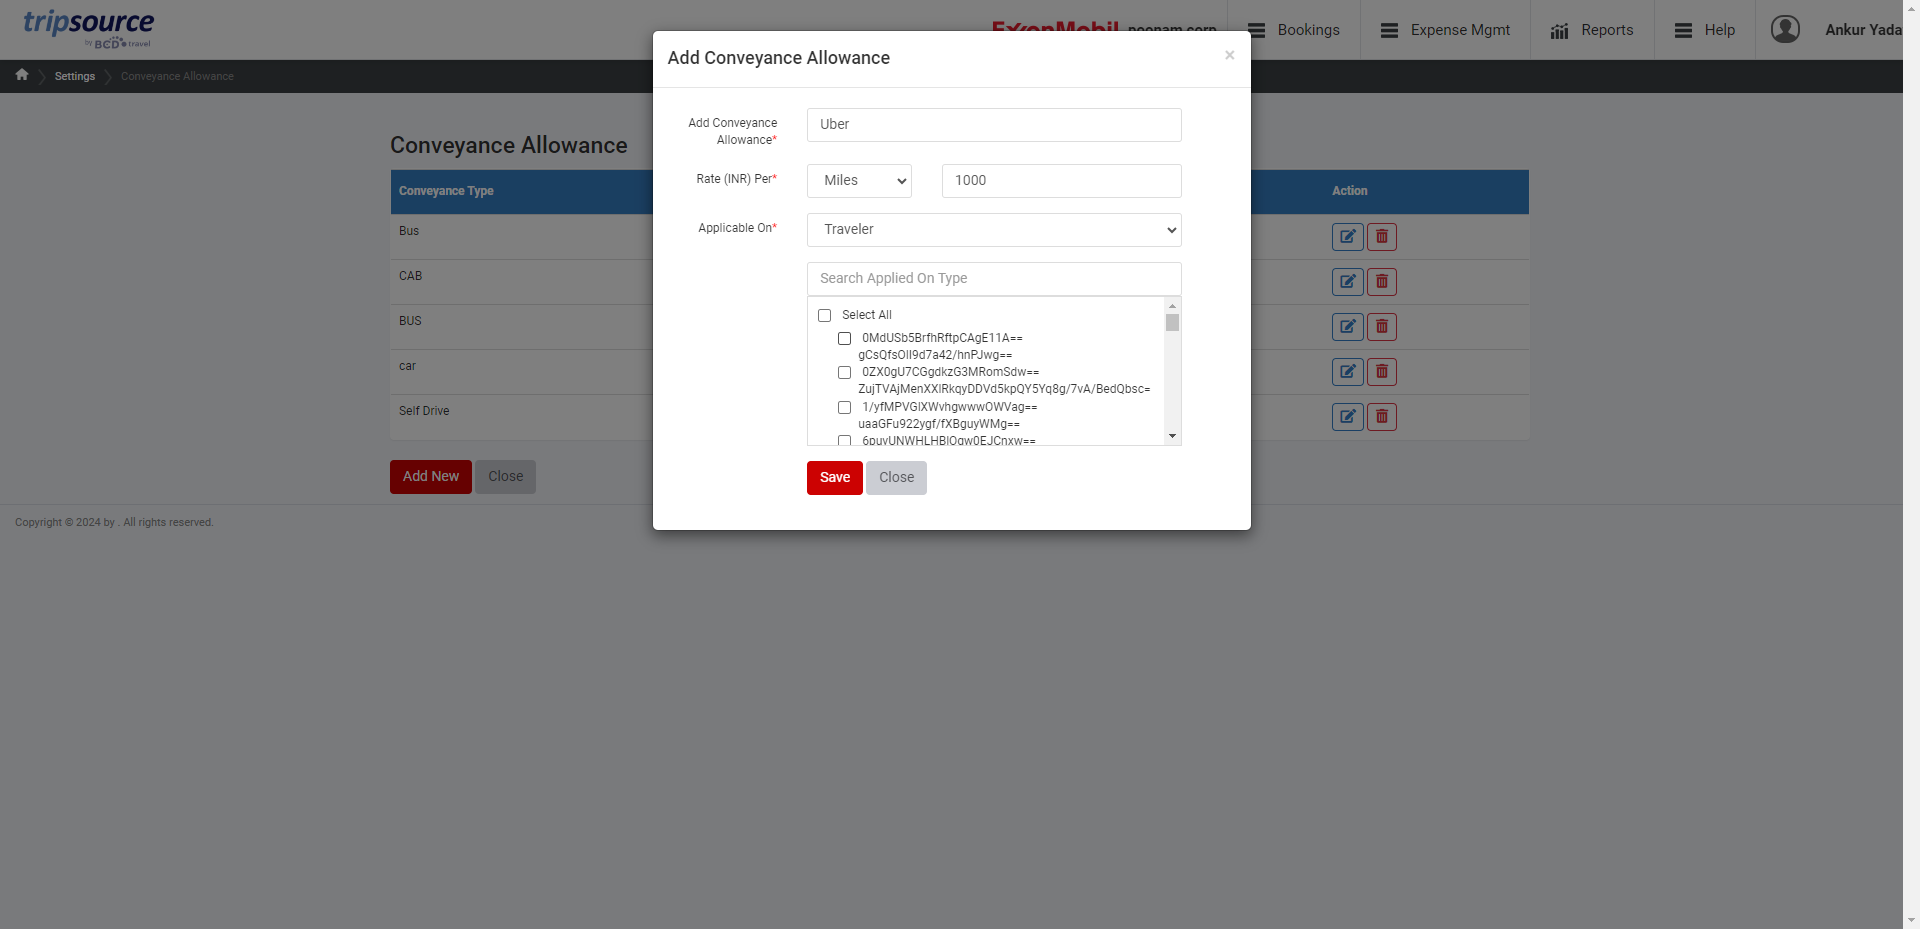 tripsource
by BCD travel
ExxonMobil poonam corp
Bookings
Expense Mgmt
Reports
Help
Ankur Yada
Settings
Conveyance Allowance
Conveyance Allowance
Conveyance Type
Action
Bus
CAB
BUS
car
Self Drive
Add New
Close
Copyright © 2024 by . All rights reserved.
Add Conveyance Allowance
×
Add Conveyance
Allowance*
Uber
Rate (INR) Per*
Miles
1000
Applicable On*
Traveler
Search Applied On Type
Select All
0MdUSb5BrfhRftpCAgE11A==
gCsQfsOlI9d7a42/hnPJwg==
0ZX0gU7CGgdkzG3MRomSdw==
ZujTVAjMenXXlRkqyDDVd5kpQY5Yq8g/7vA/BedQbsc=
1/yfMPVGlXWvhgwwwOWVag==
uaaGFu922ygf/fXBguyWMg==
6puvUNWHLHBIOgw0EJCnxw==
Save
Close